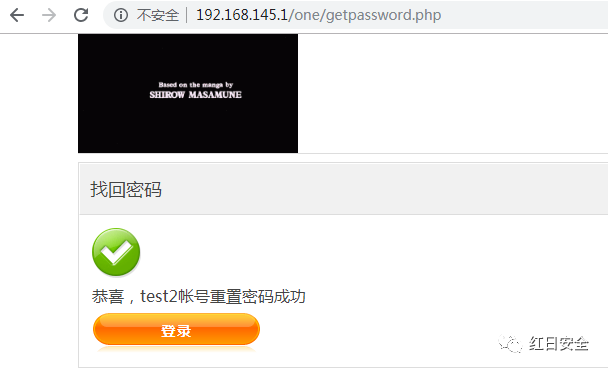 不安全 192.168.145.1/one/getpassword.php
Based on the manga by
SHIROW MASAMUNE
找回密码
恭喜，test2帐号重置密码成功
登录
红日安全